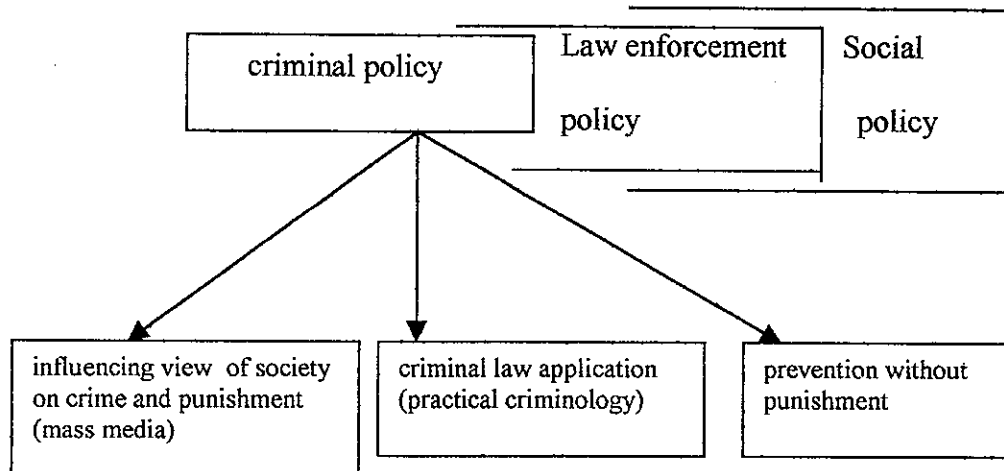 criminal policy
Law enforcement
policy
Social
policy
influencing view of society
on crime and punishment
(mass media)
criminal law application
(practical criminology)
prevention without
punishment